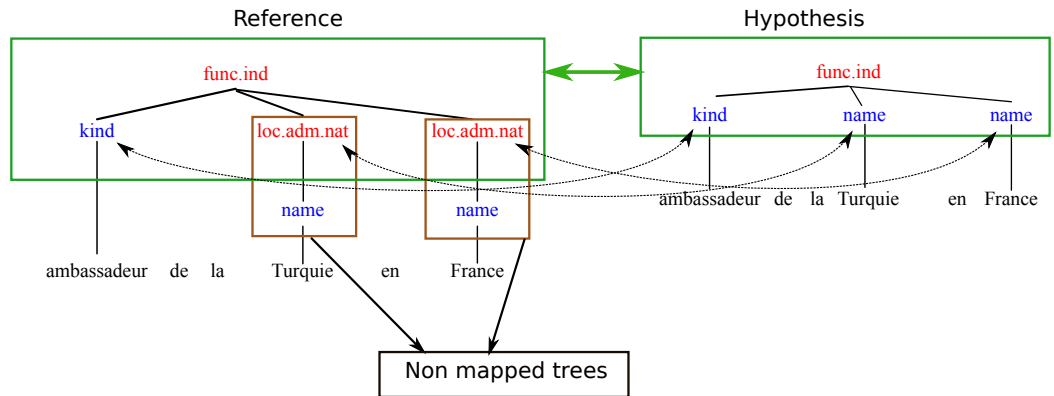 Reference
Hypothesis
func.ind
func.ind
kind
loc.adm.nat
loc.adm.nat
kind
name
name
name
name
ambassadeur de la Turquie en France
ambassadeur de la Turquie en France
Non mapped trees